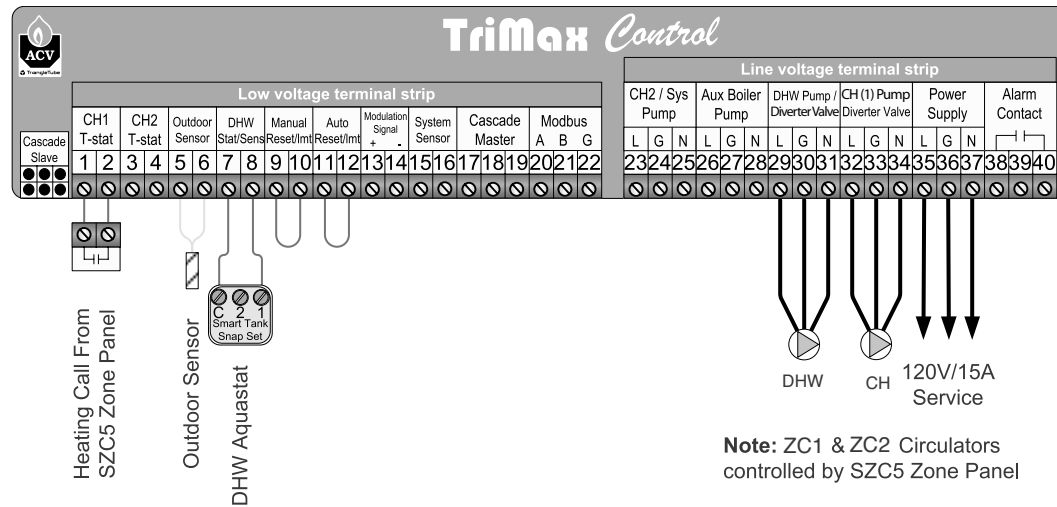 TriMax Control
ACV
TriangleTube
Low voltage terminal strip
Line voltage terminal strip
Cascade
Slave
CH1
T-stat
CH2
T-stat
Outdoor
Sensor
DHW
Stat/Sens
Manual
Reset/lmt
Auto
Reset/lmt
Modulation
Signal
+ -
System
Sensor
Cascade
Master
Modbus
A B G
1 2 3 4 5 6 7 8 9 10 11 12 13 14 15 16 17 18 19 20 21 22
CH2 / Sys
Pump
Aux Boiler
Pump
DHW Pump /
Diverter Valve
CH (1) Pump
Diverter Valve
Power
Supply
Alarm
Contact
L G N L G N L G N L G N L G N
23 24 25 26 27 28 29 30 31 32 33 34 35 36 37 38 39 40
Heating Call From
SZC5 Zone Panel
Outdoor Sensor
C 2 1
Smart Tank
Snap Set
DHW Aquastat
DHW
CH
120V/15A
Service
Note: ZC1 & ZC2 Circulators
controlled by SZC5 Zone Panel